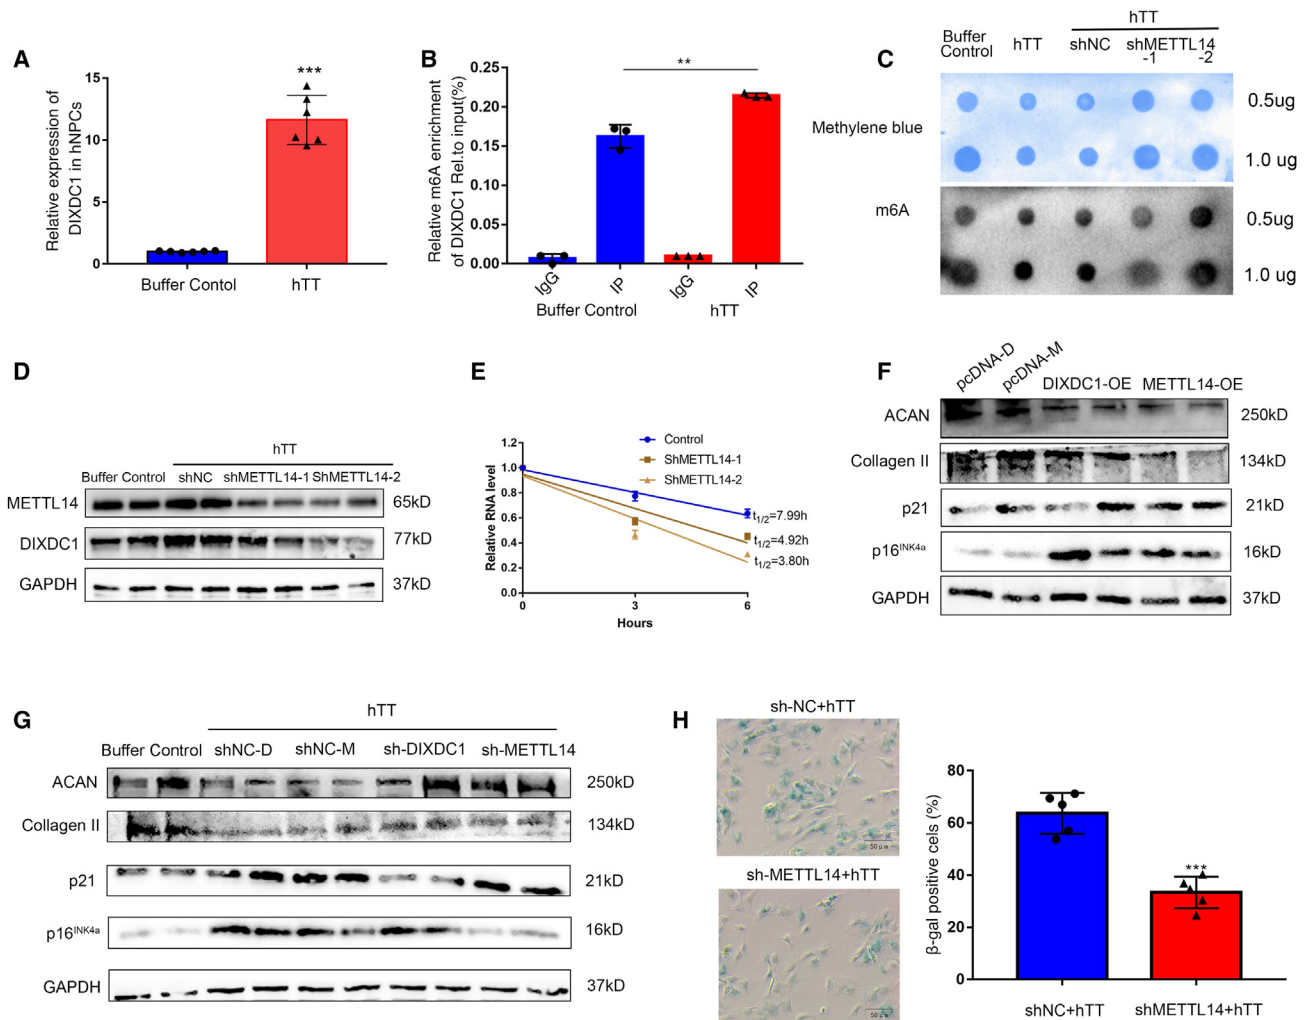 A
Relative expression of
DIXDC1 in hNPCs
15
10
5
0
***
Buffer Contol
hTT
B
Relative m6A enrichment
of DIXDC1 Rel.to input(%)
0.25
0.20
0.15
0.10
0.05
0.00
**
IgG
IP
IgG
IP
Buffer Control
hTT
C
hTT
Buffer
Control
hTT
shNC
shMETTL14
-1
-2
Methylene blue
0.5ug
1.0 ug
m6A
0.5ug
1.0 ug
D
hTT
Buffer Control
shNC
shMETTL14-1
ShMETTL14-2
METTL14
65kD
DIXDC1
77kD
GAPDH
37kD
E
Relative RNA level
1.2
1.0
0.8
0.6
0.4
0.2
0.0
0
3
6
Hours
Control
ShMETTL14-1
ShMETTL14-2
t1/2=7.99h
t1/2=4.92h
t1/2=3.80h
F
pcDNA-D
pcDNA-M
DIXDC1-OE
METTL14-OE
ACAN
250kD
Collagen II
134kD
p21
21kD
p16INK4a
16kD
GAPDH
37kD
G
hTT
Buffer Control
shNC-D
shNC-M
sh-DIXDC1
sh-METTL14
ACAN
250kD
Collagen II
134kD
p21
21kD
p16INK4a
16kD
GAPDH
37kD
H
sh-NC+hTT
50 μm
sh-METTL14+hTT
50 μm
β-gal positive cels (%)
80
60
40
20
0
***
shNC+hTT
shMETTL14+hTT